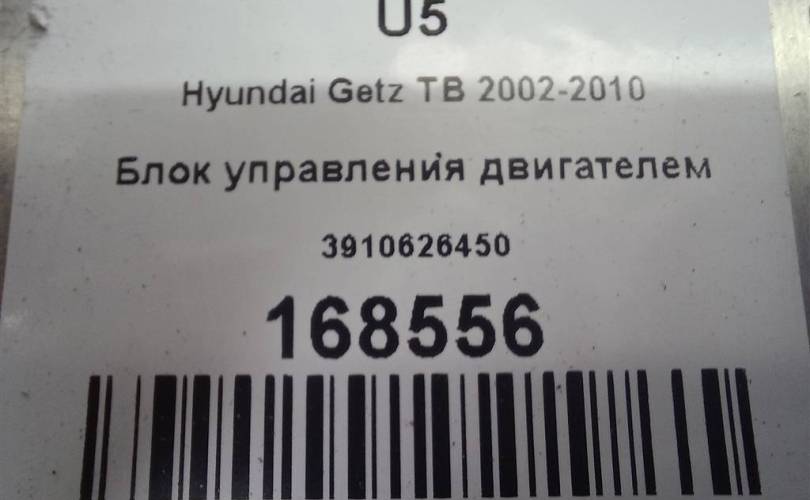 U5
Hyundai Getz TB 2002-2010
Блок управления двигателем
3910626450
168556